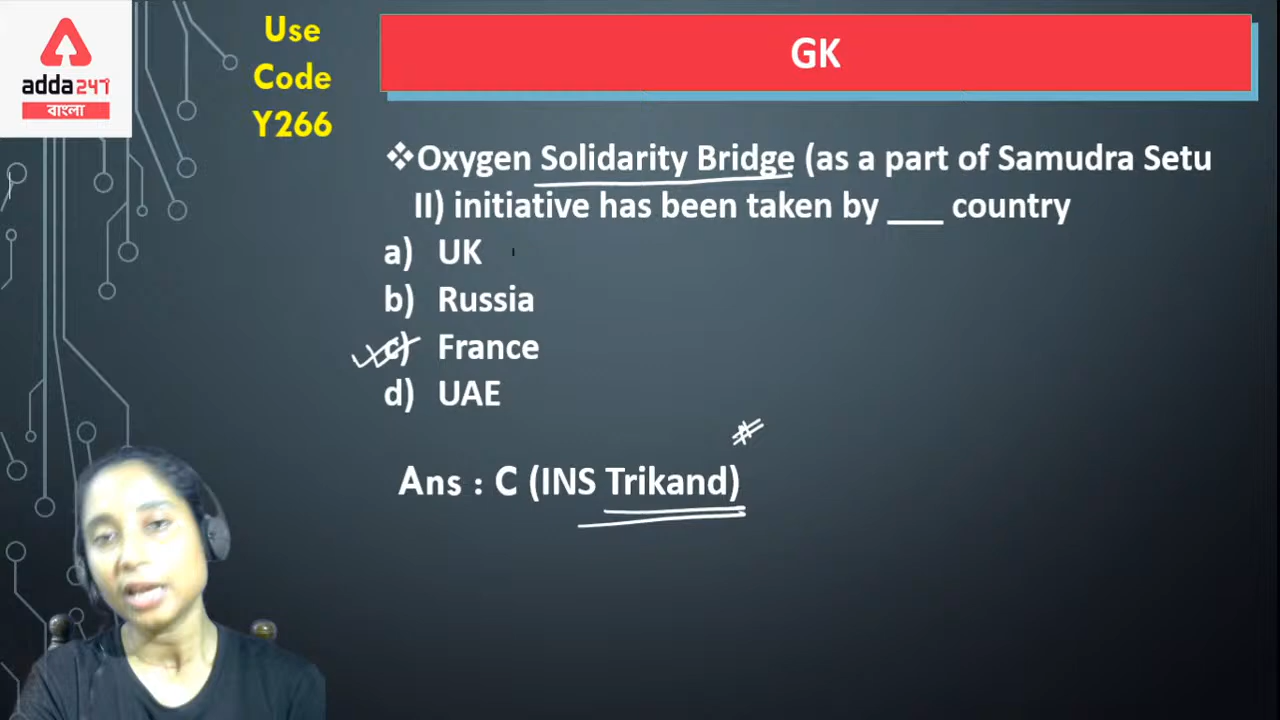 adda247
বাংলা
Use
Code
Y266
GK
❖Oxygen Solidarity Bridge (as a part of Samudra Setu
II) initiative has been taken by ___ country
a) UK
b) Russia
c) France
d) UAE
Ans : C (INS Trikand)